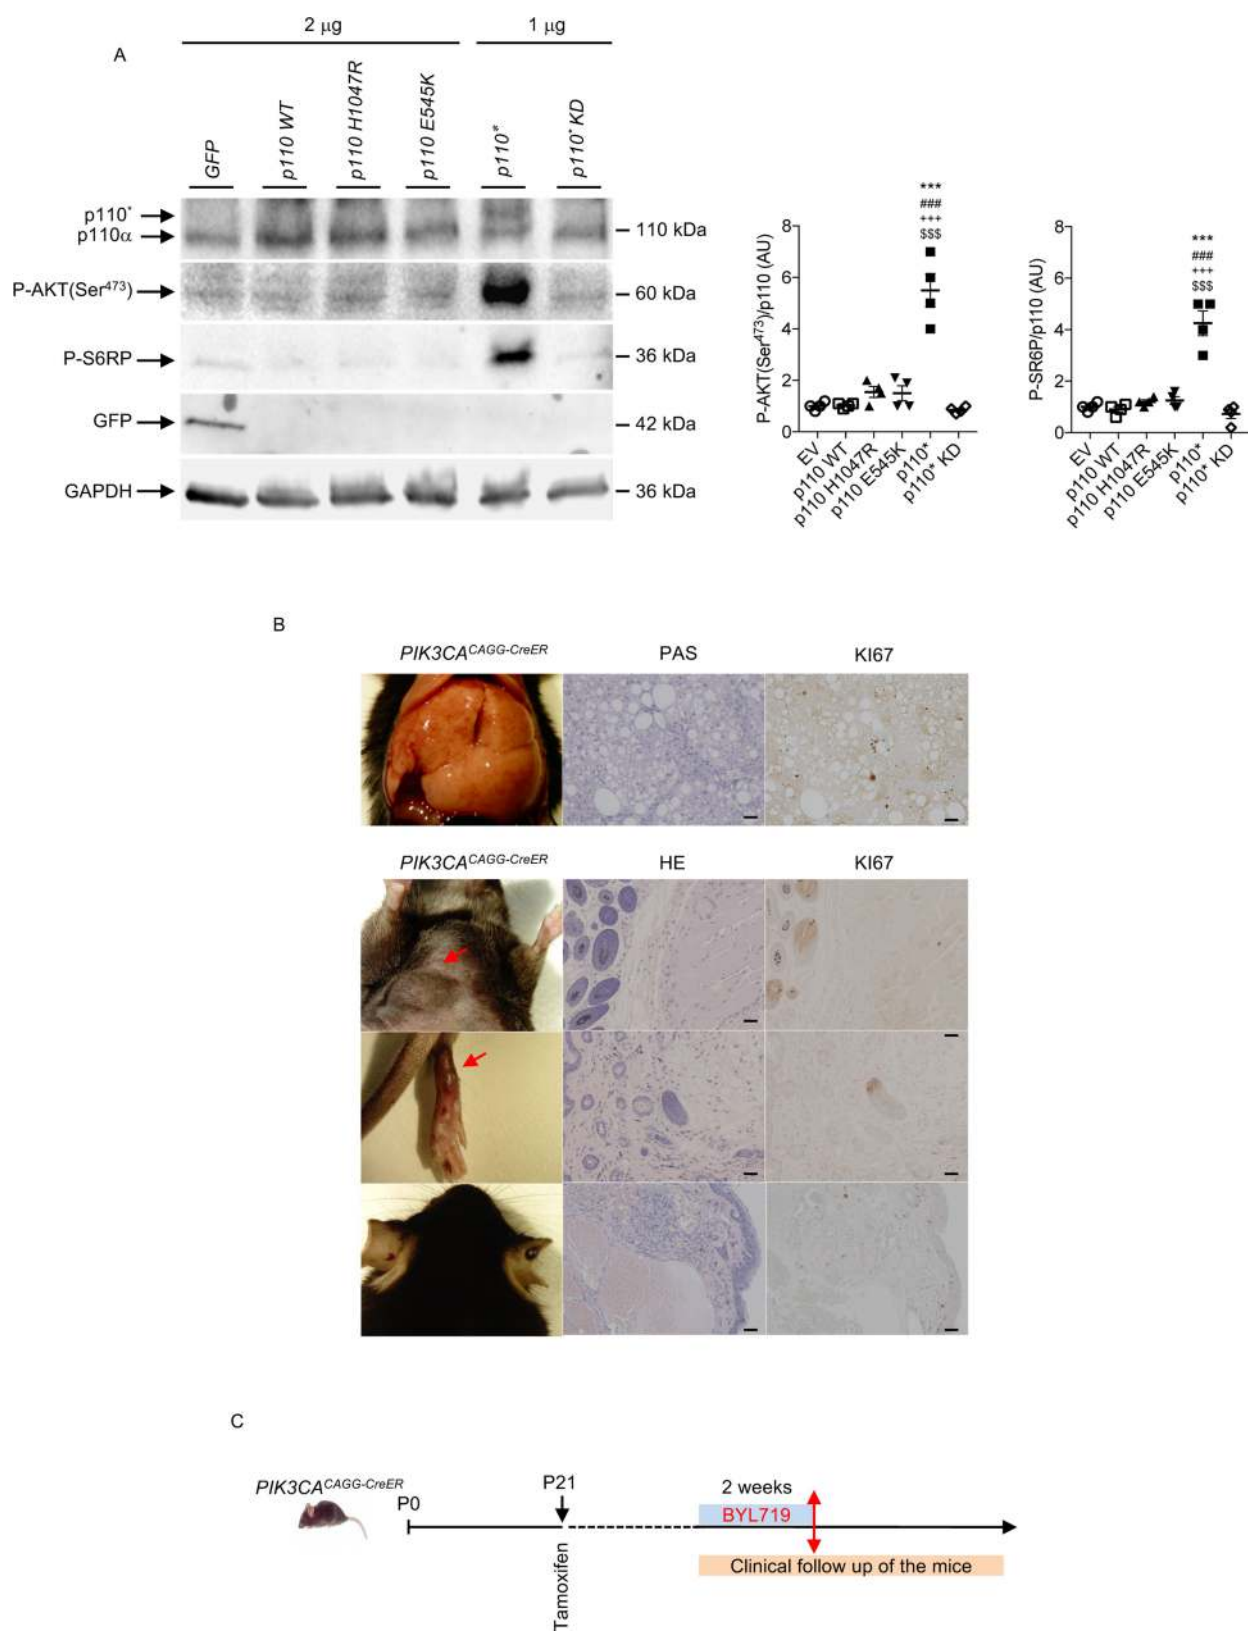 2 μg
1 μg
A
GFP
p110 WT
p110 H1047R
p110 E545K
p110*
p110* KD
p110*
p110α
110 kDa
P-AKT(Ser473)
60 kDa
P-S6RP
36 kDa
GFP
42 kDa
GAPDH
36 kDa
P-AKT(Ser473)/p110 (AU)
8
6
4
2
0
***
###
+++
$$$
EV
p110 WT
p110 H1047R
p110 E545K
p110*
p110* KD
P-SR6P/p110 (AU)
8
6
4
2
0
***
###
+++
$$$
EV
p110 WT
p110 H1047R
p110 E545K
p110*
p110* KD
B
PIK3CACAGG-CreER
PAS
KI67
PIK3CACAGG-CreER
HE
KI67
C
PIK3CACAGG-CreER
P0
P21
Tamoxifen
2 weeks
BYL719
Clinical follow up of the mice